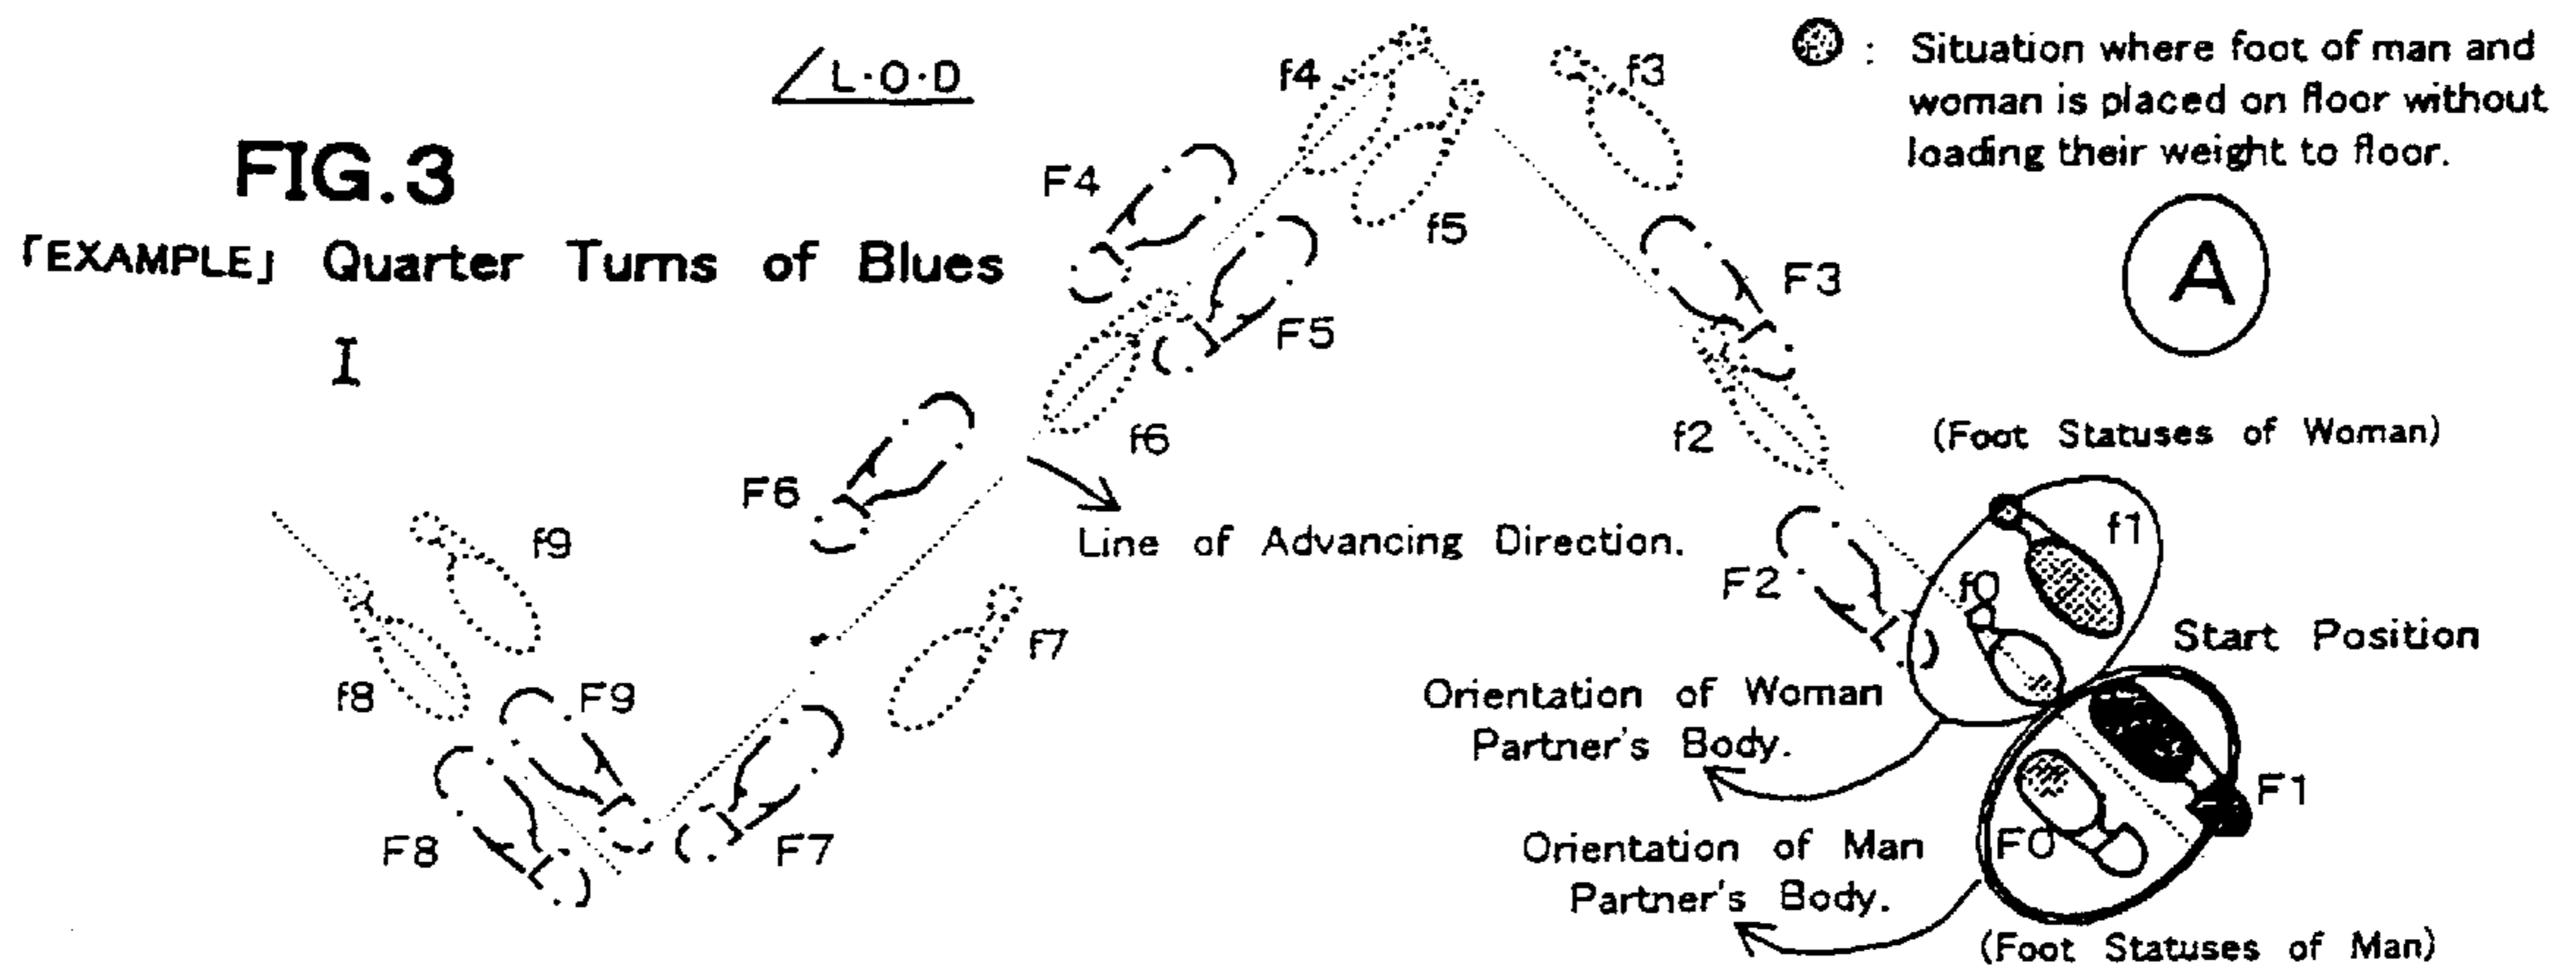 L·O·D
FIG.3
「EXAMPLE」 Quarter Turns of Blues
I
: Situation where foot of man and
woman is placed on floor without
loading their weight to floor.
A
f4
f3
F4
f5
F3
F5
f6
f2
(Foot Statuses of Woman)
F6
f1
f9
Line of Advancing Direction.
F2
f0
f7
Start Position
f8
F9
Orientation of Woman
Partner's Body.
F1
F8
F7
F0
Orientation of Man
Partner's Body.
(Foot Statuses of Man)